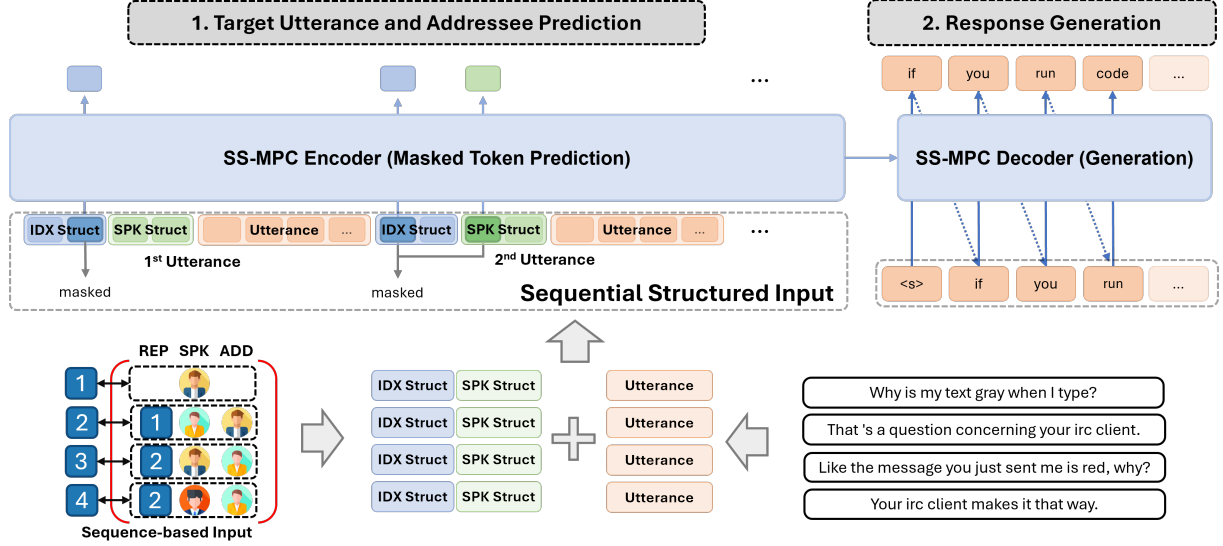 1. Target Utterance and Addressee Prediction
2. Response Generation
...
if you run code ...
SS-MPC Encoder (Masked Token Prediction)
SS-MPC Decoder (Generation)
IDX Struct SPK Struct Utterance ... IDX Struct SPK Struct Utterance ... ...
1st Utterance
2nd Utterance
masked
masked
Sequential Structured Input
<s> if you run ...
REP SPK ADD
1
2 1
3 2
4 2
Sequence-based Input
IDX Struct SPK Struct
IDX Struct SPK Struct
IDX Struct SPK Struct
IDX Struct SPK Struct
Utterance
Utterance
Utterance
Utterance
Why is my text gray when I type?
That 's a question concerning your irc client.
Like the message you just sent me is red, why?
Your irc client makes it that way.